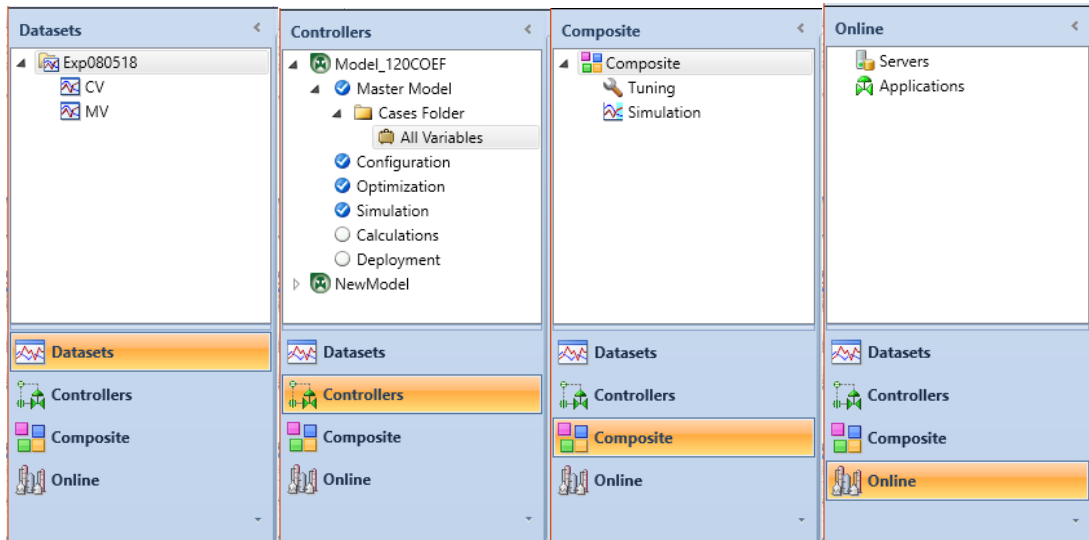 Datasets
Exp080518
CV
MV
Datasets
Controllers
Composite
Online
Controllers
Model_120COEF
Master Model
Cases Folder
All Variables
Configuration
Optimization
Simulation
Calculations
Deployment
NewModel
Datasets
Controllers
Composite
Online
Composite
Composite
Tuning
Simulation
Datasets
Controllers
Composite
Online
Online
Servers
Applications
Datasets
Controllers
Composite
Online